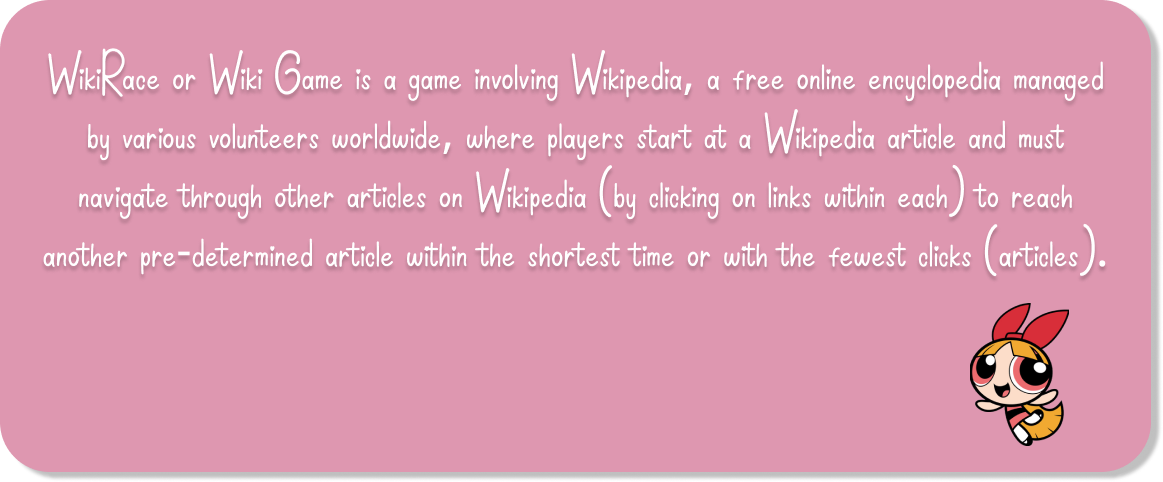 WikiRace or Wiki Game is a game involving Wikipedia, a free online encyclopedia managed
by various volunteers worldwide, where players start at a Wikipedia article and must
navigate through other articles on Wikipedia (by clicking on links within each) to reach
another pre-determined article within the shortest time or with the fewest clicks (articles).